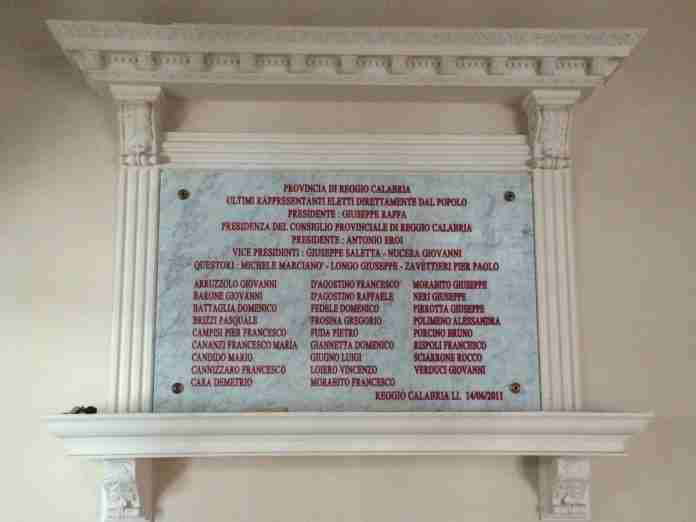 PROVINCIA DI REGGIO CALABRIA
ULTIMI RAPPRESENTANTI ELETTI DIRETTAMENTE DAL POPOLO
PRESIDENTE : GIUSEPPE RAFFA
PRESIDENZA DEL CONSIGLIO PROVINCIALE DI REGGIO CALABRIA
PRESIDENTE : ANTONIO EROI
VICE PRESIDENTI : GIUSEPPE SALETTA - NUCERA GIOVANNI
QUESTORI : MICHELE MARCIANO' - LONGO GIUSEPPE - ZAVETTIERI PIER PAOLO
ARRUZZOLO GIOVANNI
BARONE GIOVANNI
BATTAGLIA DOMENICO
BRIZZI PASQUALE
CAMPISI PIER FRANCESCO
CANANZI FRANCESCO MARIA
CANDIDO MARIO
CANNIZZARO FRANCESCO
CARA DEMETRIO
D'AGOSTINO FRANCESCO
D'AGOSTINO RAFFAELE
FEDELE DOMENICO
FROSINA GREGORIO
FUDA PIETRO
GIANNETTA DOMENICO
GIUGNO LUIGI
LOIERO VINCENZO
MORABITO FRANCESCO
MORABITO GIUSEPPE
NERI GIUSEPPE
PIERROTTA GIUSEPPE
POLIMENO ALESSANDRA
PORCINO BRUNO
RISPOLI FRANCESCO
SCIARRONE ROCCO
VERDUCI GIOVANNI
REGGIO CALABRIA LI. 14/06/2011